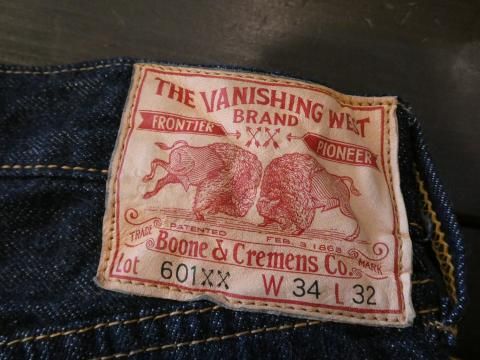 THE VANISHING WEST
BRAND
FRONTIER
PIONEER
PATENTED FEB. 3, 1868
TRADE MARK
Boone & Cremens Co.
Lot 601XX W 34 L 32